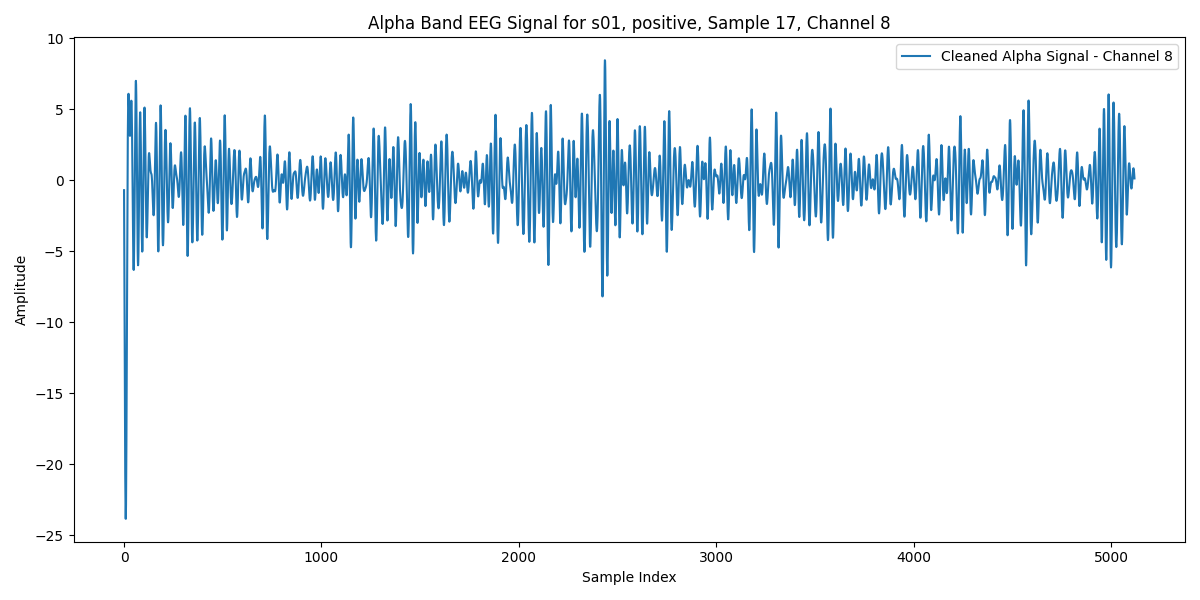 Alpha Band EEG Signal for s01, positive, Sample 17, Channel 8
Cleaned Alpha Signal - Channel 8
Amplitude
10
5
0
−5
−10
−15
−20
−25
0 1000 2000 3000 4000 5000
Sample Index